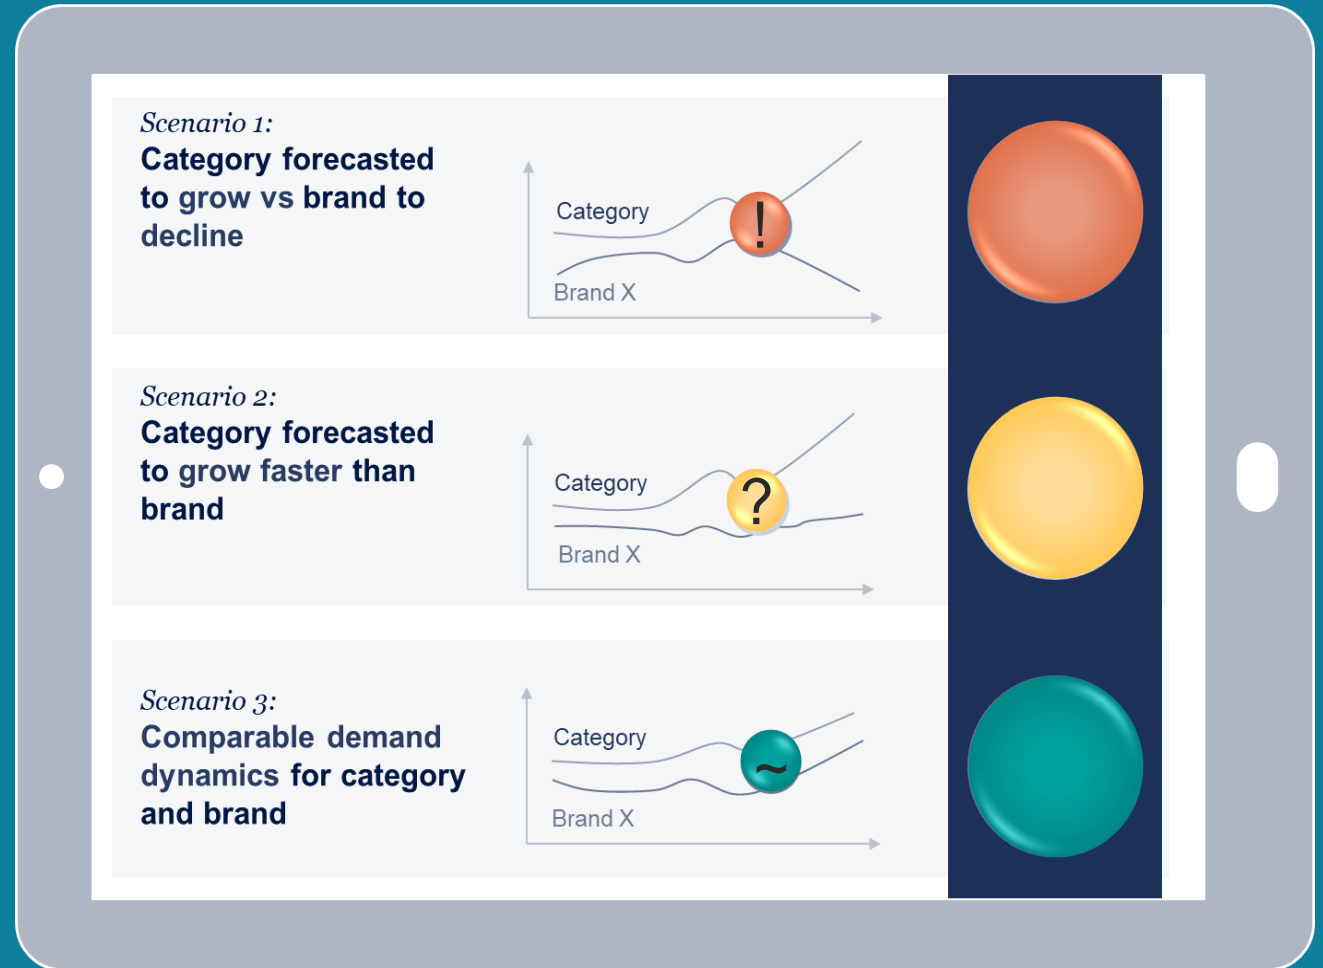 Scenario 1:
Category forecasted
to grow vs brand to
decline
Category
!
Brand X
Scenario 2:
Category forecasted
to grow faster than
brand
Category
?
Brand X
Scenario 3:
Comparable demand
dynamics for category
and brand
Category
~
Brand X